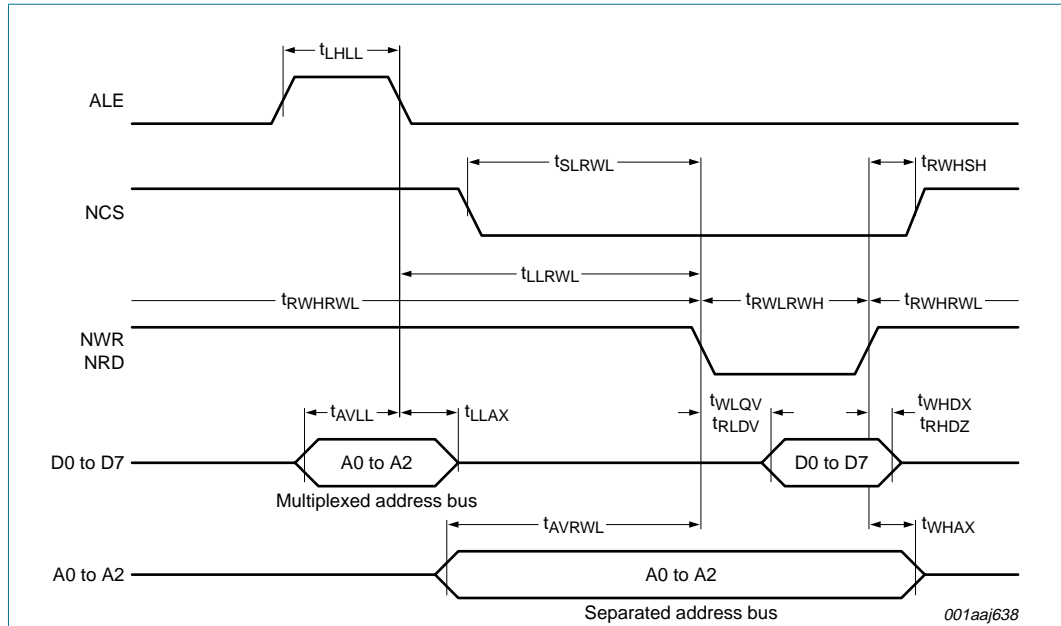 tLHLL
ALE
tSLRWL
tRWHSH
NCS
tLLRWL
tRWHRWL
tRWLRWH
tRWHRWL
NWR
NRD
tAVLL
tLLAX
tWLQV
tRLDV
tWHDX
tRHDZ
D0 to D7
A0 to A2
D0 to D7
Multiplexed address bus
tAVRWL
tWHAX
A0 to A2
A0 to A2
Separated address bus
001aaj638